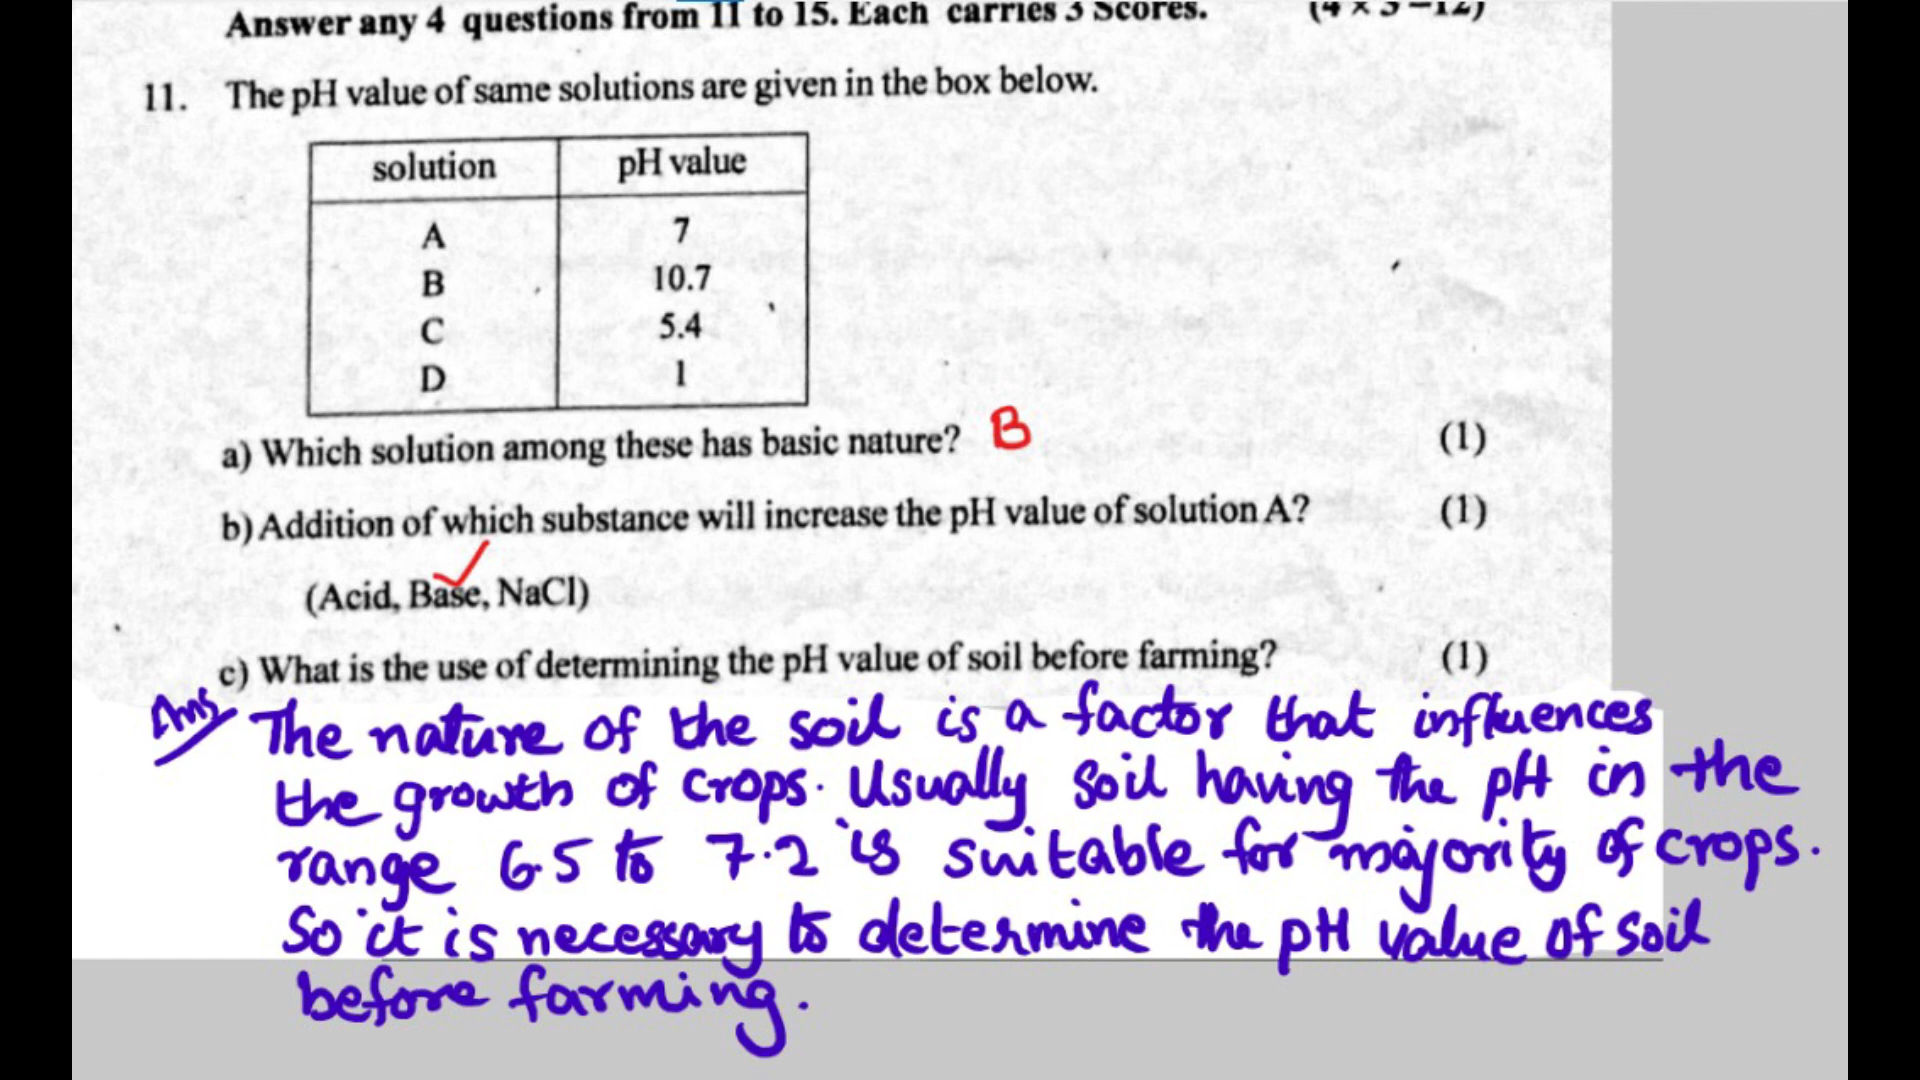 Answer any 4 questions from 11 to 15. Each carries 3 Scores. (4 × 3 =12)
11. The pH value of same solutions are given in the box below.
solution pH value
A 7
B 10.7
C 5.4
D 1
a) Which solution among these has basic nature? B (1)
b) Addition of which substance will increase the pH value of solution A? (1)
(Acid, Base, NaCl)
c) What is the use of determining the pH value of soil before farming? (1)
Ans The nature of the soil is a factor that influences
the growth of crops. Usually soil having the pH in the
range 6.5 to 7.2 is suitable for majority of crops.
So it is necessary to determine the pH value of soil
before farming.